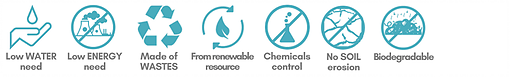 Low WATER
need
Low ENERGY
need
Made of
WASTES
From renewable
resource
Chemicals
control
No SOIL
erosion
Biodegradable